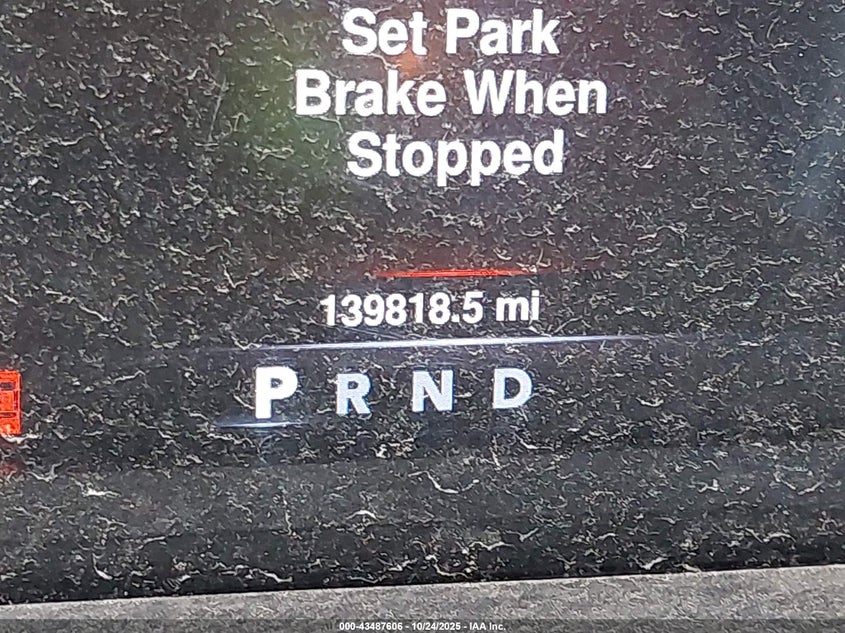 Set Park
Brake When
Stopped
139818.5 mi
P R N D
000-43487606 - 10/24/2025 - IAA Inc.